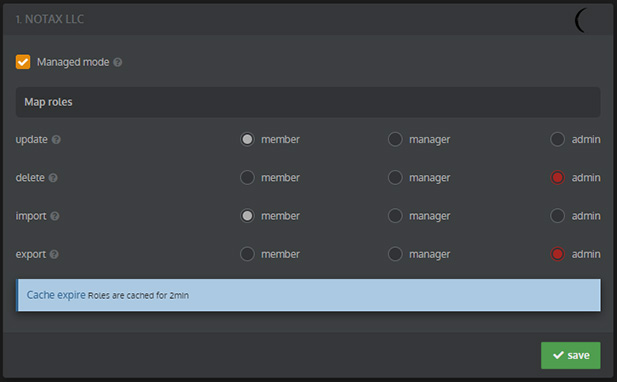 1. NOTAX LLC
Managed mode ?
Map roles
update ? member manager admin
delete ? member manager admin
import ? member manager admin
export ? member manager admin
Cache expire Roles are cached for 2min
save